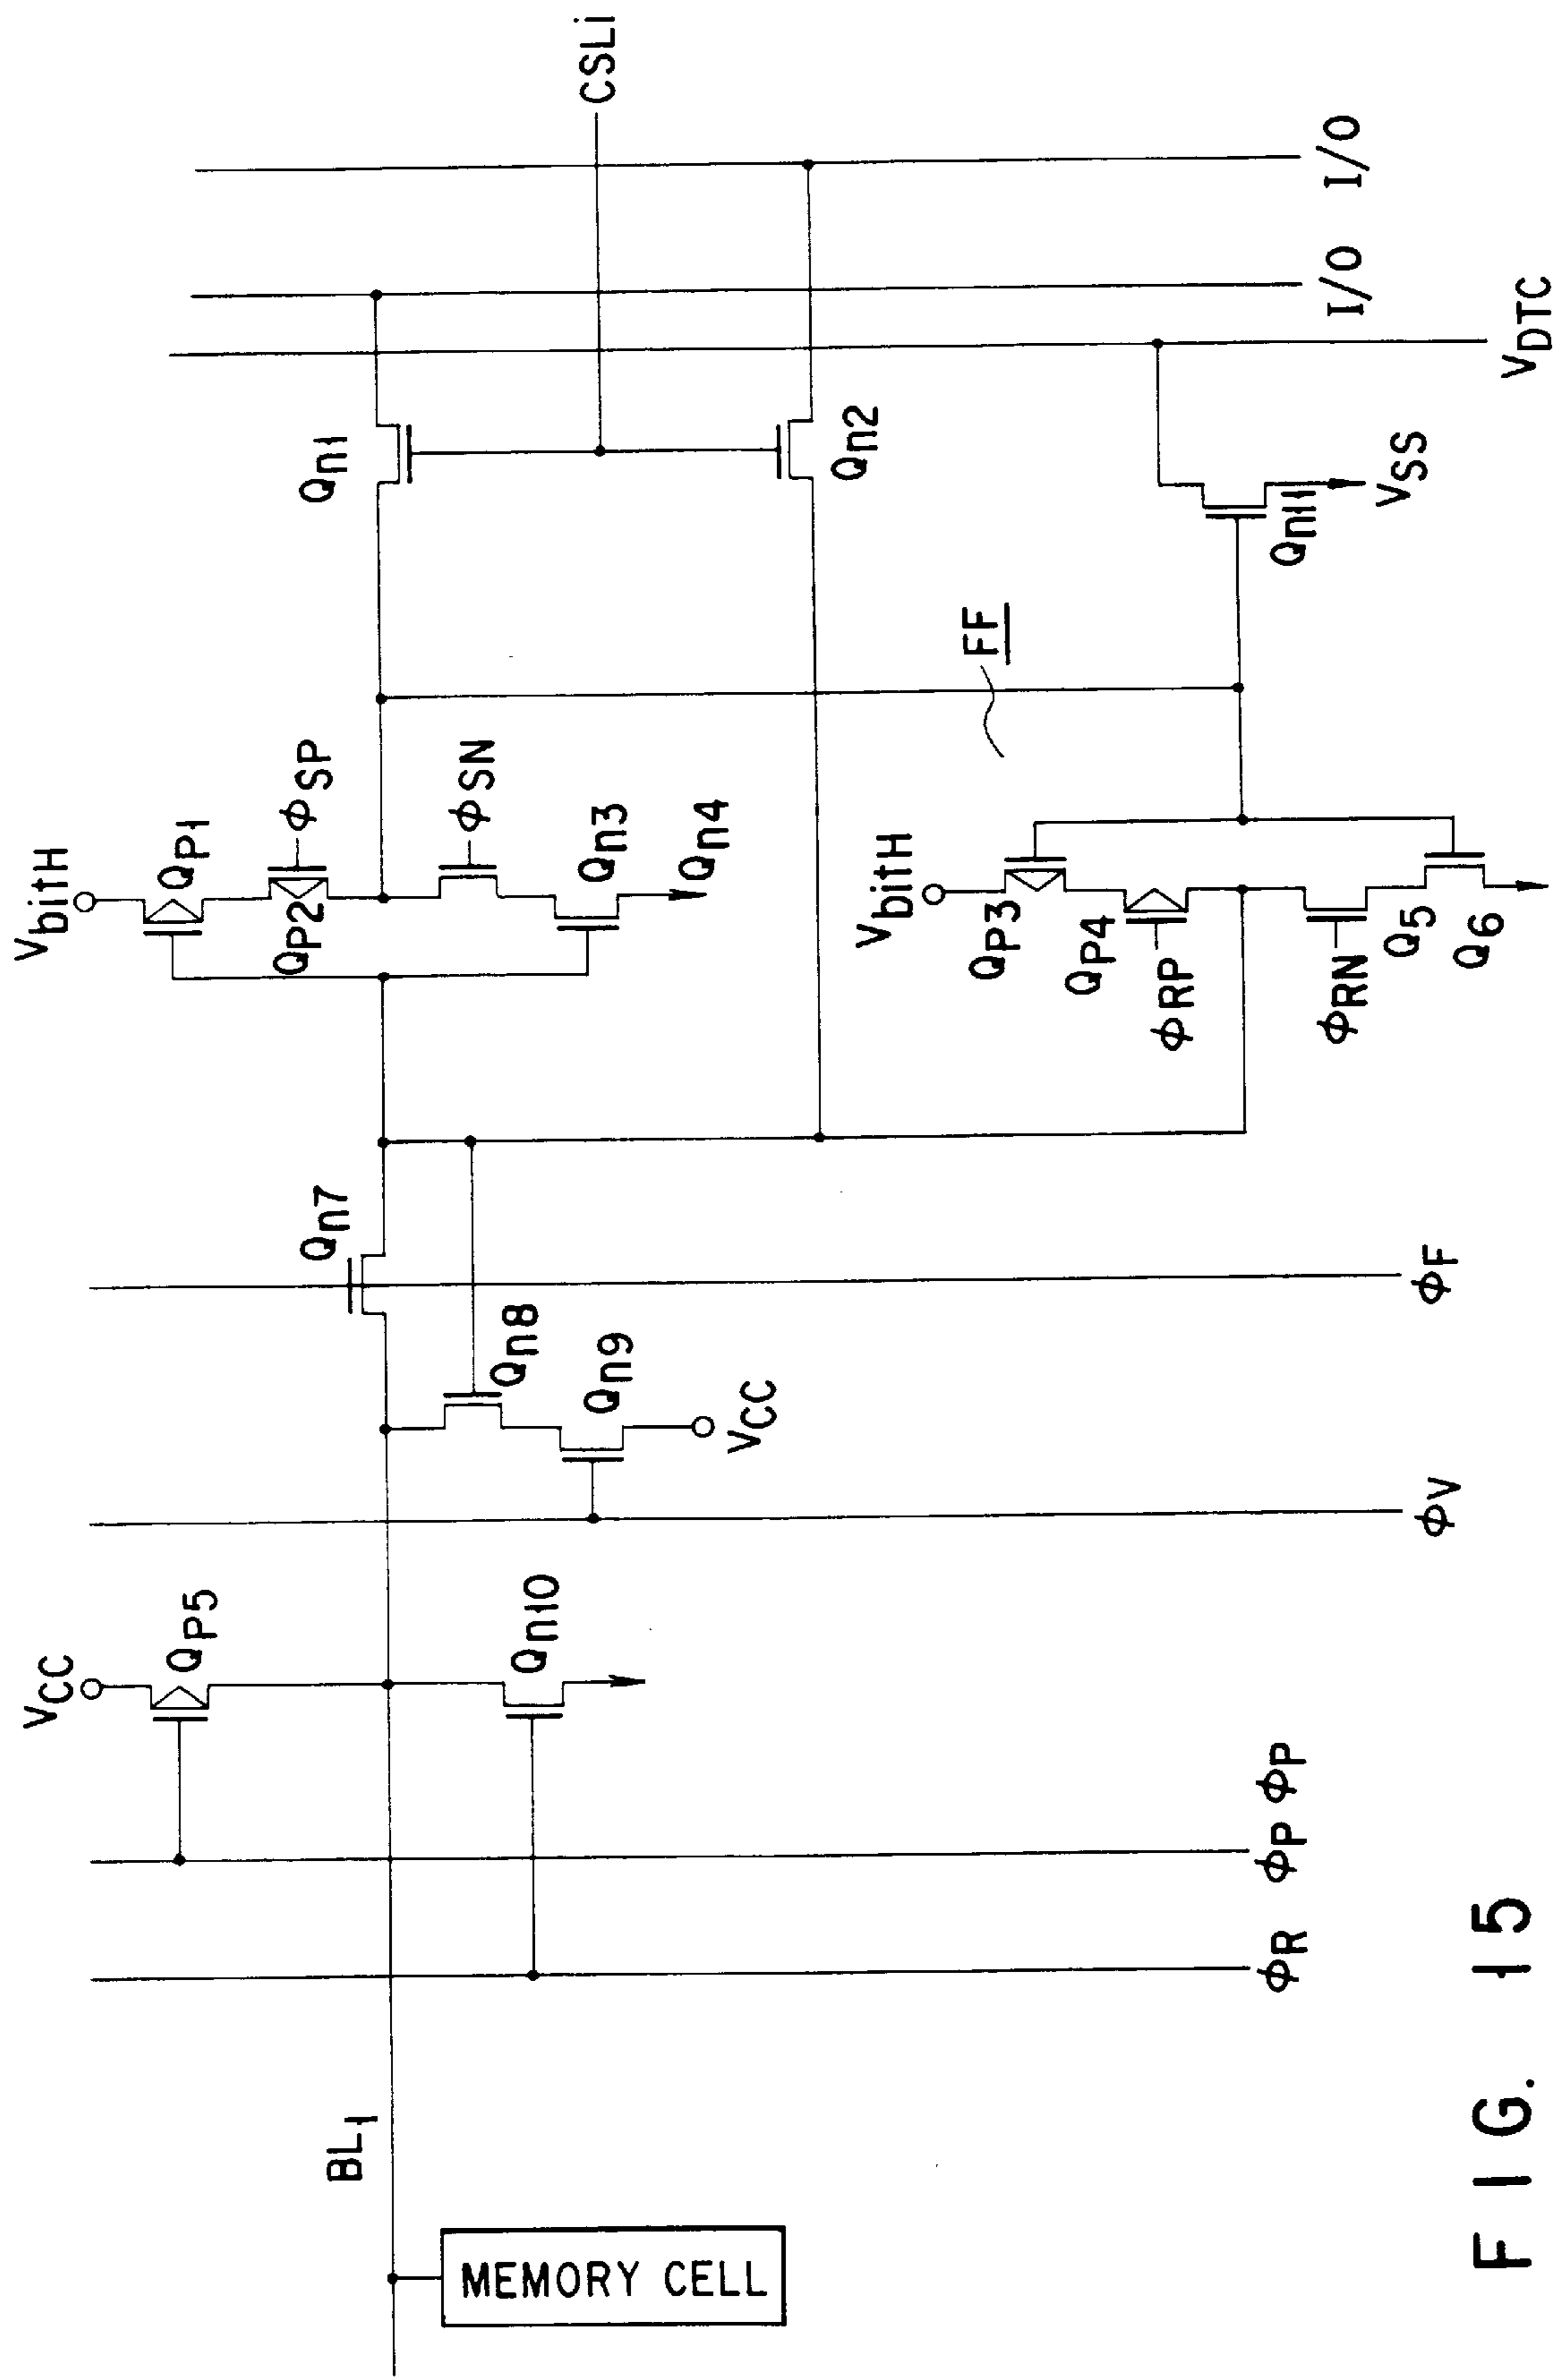 VbitH
QP1
QP2
ΦSP
ΦSN
Qn3
Qn4
Qn1
CSLi
Qn2
I/O
I/O
VDTC
Qn11
VSS
FF
VbitH
QP3
QP4
ΦRP
ΦRN
Q5
Q6
Qn7
ΦF
Qn8
Qn9
VCC
ΦV
VCC
QP5
Qn10
ΦP
ΦP
ΦR
BL1
MEMORY CELL
FIG. 15